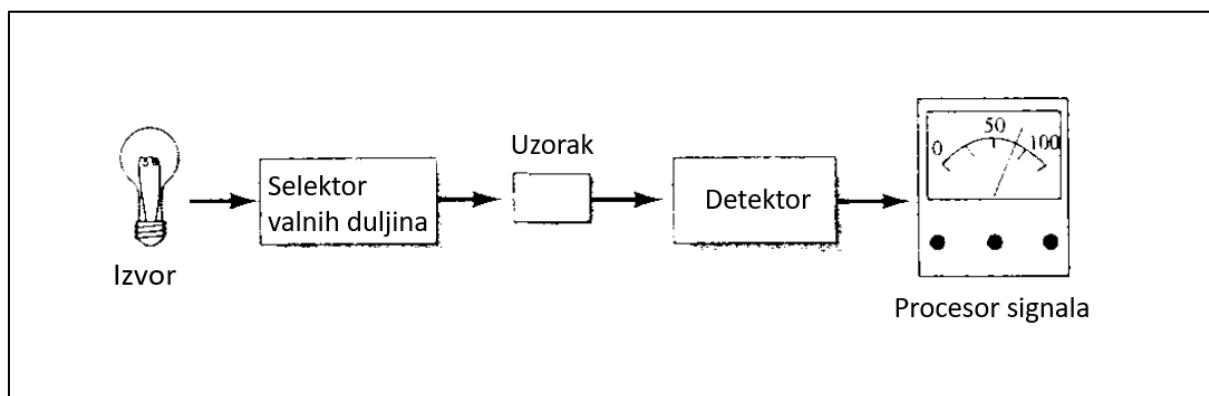 Izvor
Selektor
valnih duljina
Uzorak
Detektor
0
50
100
Procesor signala